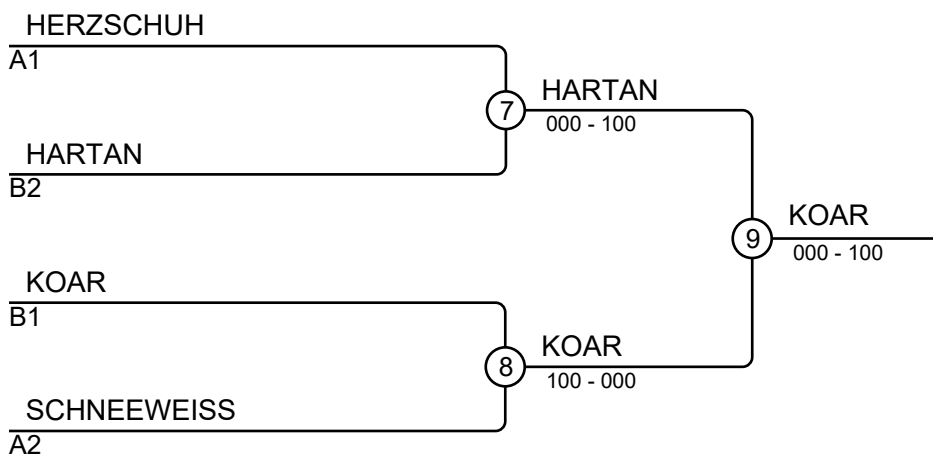 HERZSCHUH
A1
7
HARTAN
000 - 100
HARTAN
B2
9
KOAR
000 - 100
KOAR
B1
8
KOAR
100 - 000
SCHNEEWEISS
A2